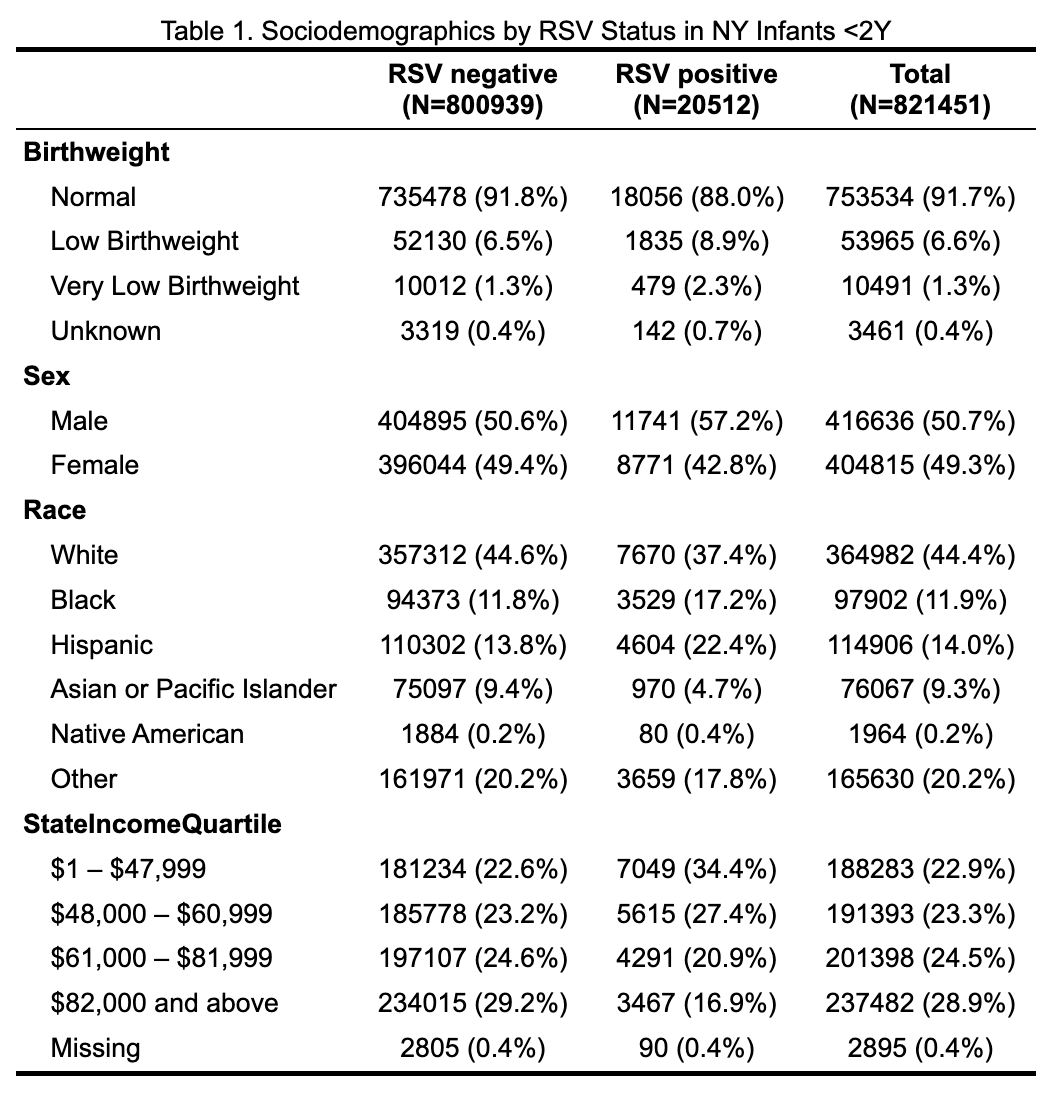 Table 1. Sociodemographics by RSV Status in NY Infants <2Y
RSV negative (N=800939) RSV positive (N=20512) Total (N=821451)
Birthweight
Normal 735478 (91.8%) 18056 (88.0%) 753534 (91.7%)
Low Birthweight 52130 (6.5%) 1835 (8.9%) 53965 (6.6%)
Very Low Birthweight 10012 (1.3%) 479 (2.3%) 10491 (1.3%)
Unknown 3319 (0.4%) 142 (0.7%) 3461 (0.4%)
Sex
Male 404895 (50.6%) 11741 (57.2%) 416636 (50.7%)
Female 396044 (49.4%) 8771 (42.8%) 404815 (49.3%)
Race
White 357312 (44.6%) 7670 (37.4%) 364982 (44.4%)
Black 94373 (11.8%) 3529 (17.2%) 97902 (11.9%)
Hispanic 110302 (13.8%) 4604 (22.4%) 114906 (14.0%)
Asian or Pacific Islander 75097 (9.4%) 970 (4.7%) 76067 (9.3%)
Native American 1884 (0.2%) 80 (0.4%) 1964 (0.2%)
Other 161971 (20.2%) 3659 (17.8%) 165630 (20.2%)
StateIncomeQuartile
$1 – $47,999 181234 (22.6%) 7049 (34.4%) 188283 (22.9%)
$48,000 – $60,999 185778 (23.2%) 5615 (27.4%) 191393 (23.3%)
$61,000 – $81,999 197107 (24.6%) 4291 (20.9%) 201398 (24.5%)
$82,000 and above 234015 (29.2%) 3467 (16.9%) 237482 (28.9%)
Missing 2805 (0.4%) 90 (0.4%) 2895 (0.4%)